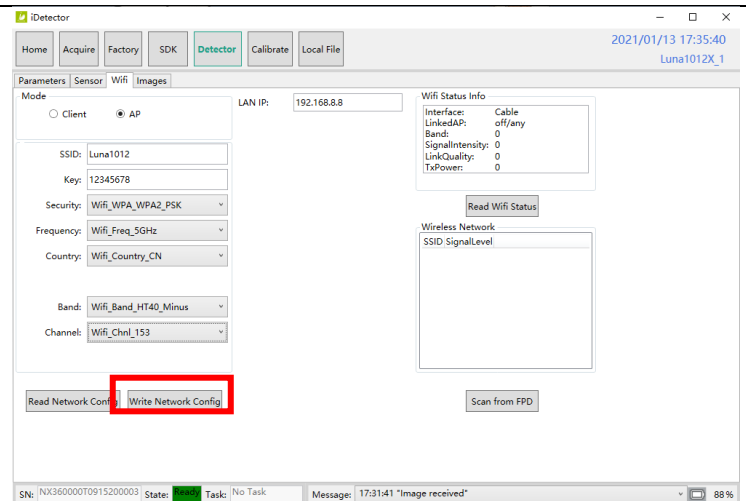 iDetector
Home Acquire Factory SDK Detector Calibrate Local File
2021/01/13 17:35:40
Luna1012X_1
Parameters Sensor Wifi Images
Mode
Client AP
LAN IP: 192.168.8.8
SSID: Luna1012
Key: 12345678
Security: Wifi_WPA_WPA2_PSK
Frequency: Wifi_Freq_5GHz
Country: Wifi_Country_CN
Band: Wifi_Band_HT40_Minus
Channel: Wifi_Chnl_153
Read Network Config Write Network Config
Wifi Status Info
Interface: Cable
LinkedAP: off/any
Band: 0
SignalIntensity: 0
LinkQuality: 0
TxPower: 0
Read Wifi Status
Wireless Network
SSID SignalLevel
Scan from FPD
SN: NX360000T0915200003 State: Ready Task: No Task Message: 17:31:41 "Image received" 88%